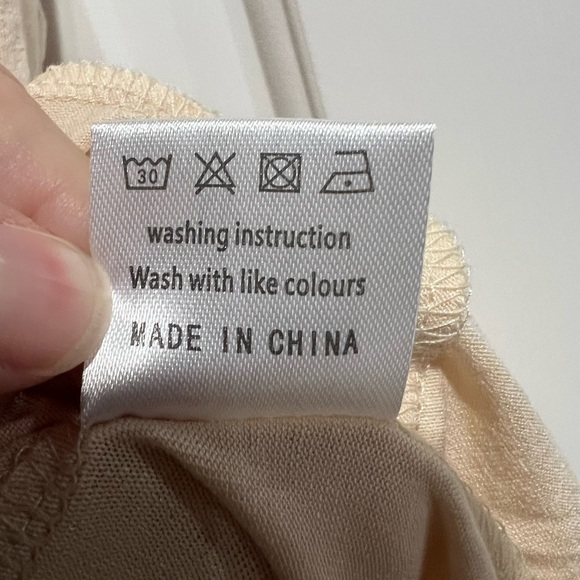 30
washing instruction
Wash with like colours
MADE IN CHINA